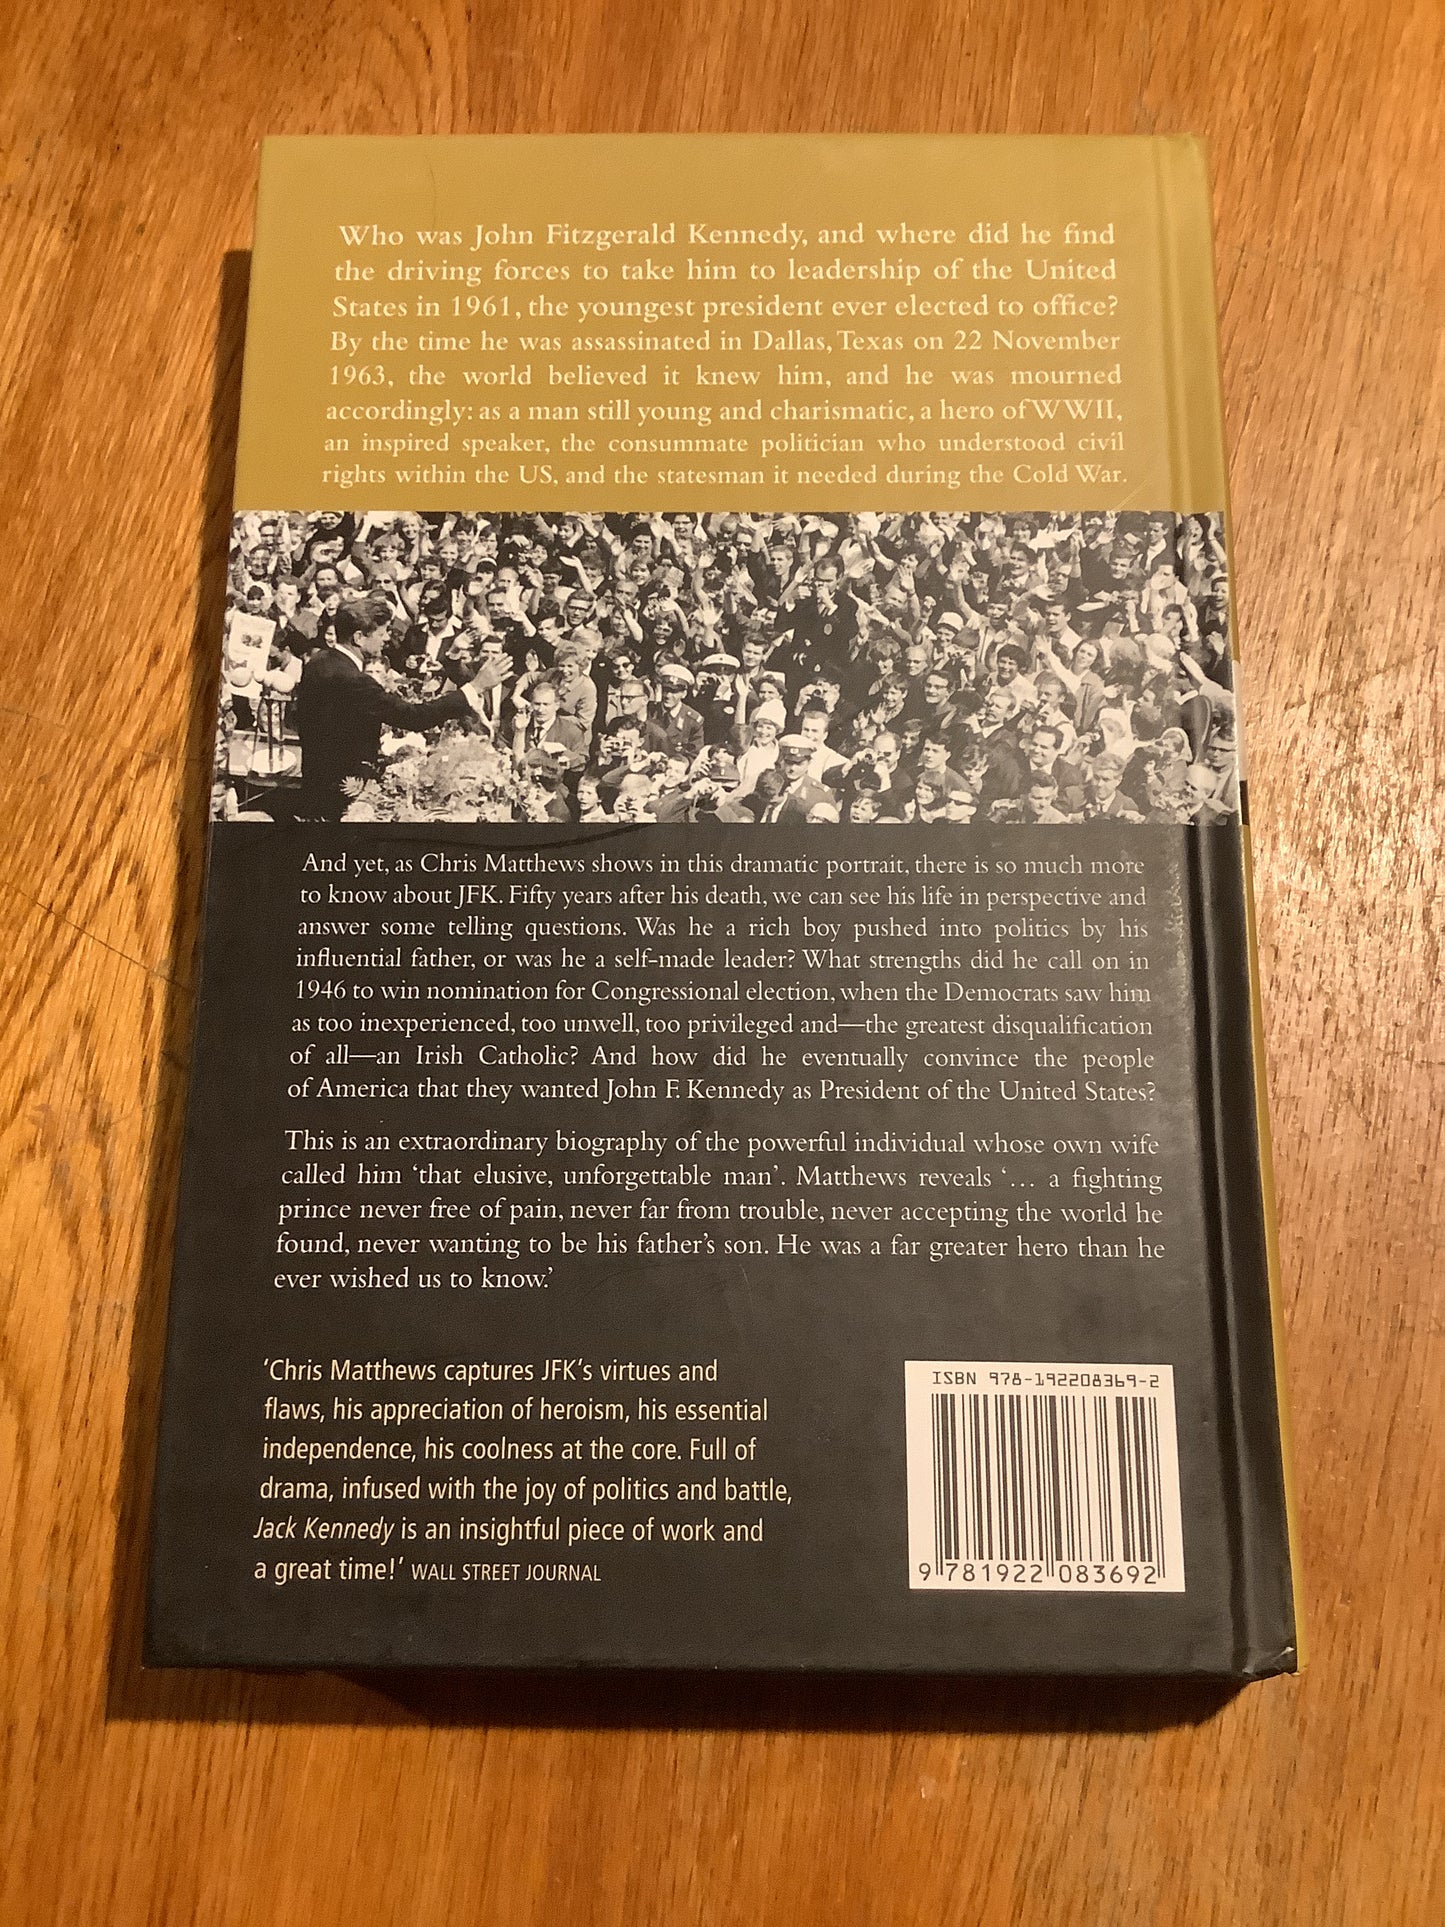 Who was John Fitzgerald Kennedy, and where did he find
the driving forces to take him to leadership of the United
States in 1961, the youngest president ever elected to office?
By the time he was assassinated in Dallas, Texas on 22 November
1963, the world believed it knew him, and he was mourned
accordingly: as a man still young and charismatic, a hero of WWII,
an inspired speaker, the consummate politician who understood civil
rights within the US, and the statesman it needed during the Cold War.
And yet, as Chris Matthews shows in this dramatic portrait, there is so much more
to know about JFK. Fifty years after his death, we can see his life in perspective and
answer some telling questions. Was he a rich boy pushed into politics by his
influential father, or was he a self-made leader? What strengths did he call on in
1946 to win nomination for Congressional election, when the Democrats saw him
as too inexperienced, too unwell, too privileged and—the greatest disqualification
of all—an Irish Catholic? And how did he eventually convince the people
of America that they wanted John F. Kennedy as President of the United States?
This is an extraordinary biography of the powerful individual whose own wife
called him ‘that elusive, unforgettable man’. Matthews reveals ‘… a fighting
prince never free of pain, never far from trouble, never accepting the world he
found, never wanting to be his father’s son. He was a far greater hero than he
ever wished us to know.’
‘Chris Matthews captures JFK’s virtues and
flaws, his appreciation of heroism, his essential
independence, his coolness at the core. Full of
drama, infused with the joy of politics and battle,
Jack Kennedy is an insightful piece of work and
a great time!’ WALL STREET JOURNAL
ISBN 978-192208369-2
9 781922 083692